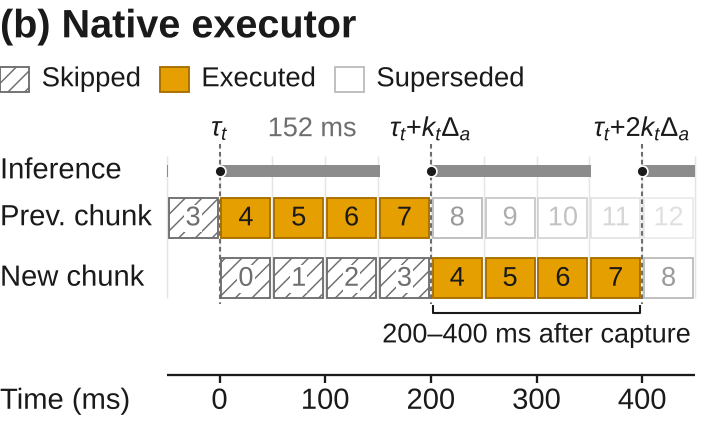 (b) Native executor
Skipped Executed Superseded
τt 152 ms τt+ktΔa τt+2ktΔa
Inference
Prev. chunk 3 4 5 6 7 8 9 10 11 12
New chunk 0 1 2 3 4 5 6 7 8
200–400 ms after capture
Time (ms) 0 100 200 300 400